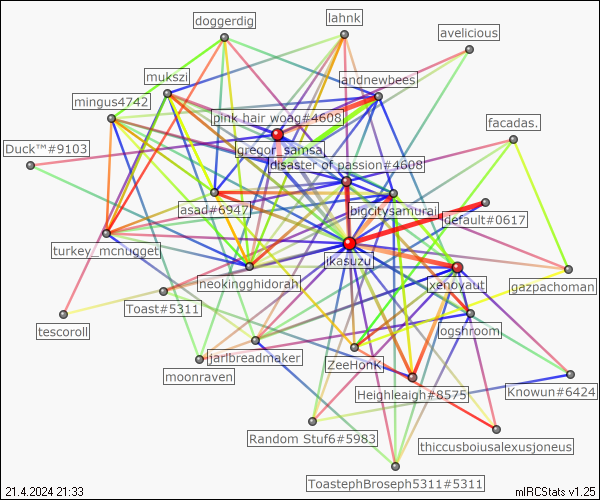 lahnk
doggerdig
avelicious
mukszi
andnewbees
mingus4742
pink hair woag#4608
facadas.
Duck™#9103
gregor_samsa
disaster of passion#4608
asad#6947
bigcitysamurai
default#0617
turkey_mcnugget
jkasuzu
neokingghidorah
xenoyaut
gazpachoman
Toast#5311
tescoroll
ogshroom
jarlbreadmaker
ZeeHonk
moonraven
Heighleaigh#8575
Knowun#6424
Random Stuf6#5983
thiccusboiusalexusjoneus
ToastephBroseph5311#5311
21.4.2024 21:33
mIRCStats v1.25